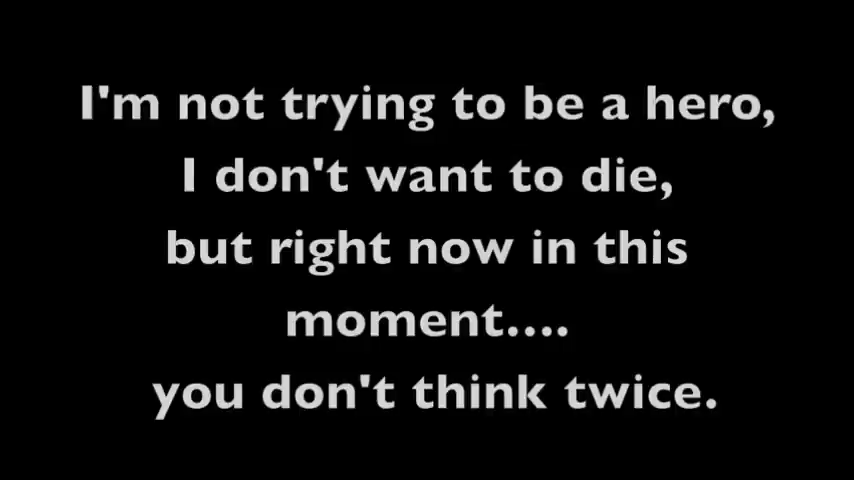 I'm not trying to be a hero,
I don't want to die,
but right now in this
moment....
you don't think twice.